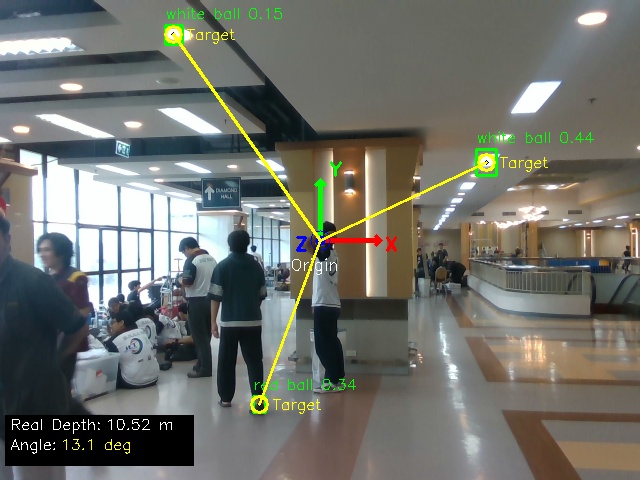 white ball 0.15
Target
white ball 0.44
Target
Y
DIAMOND
HALL
Z
X
Origin
red ball 0.34
Target
Real Depth: 10.52 m
Angle: 13.1 deg